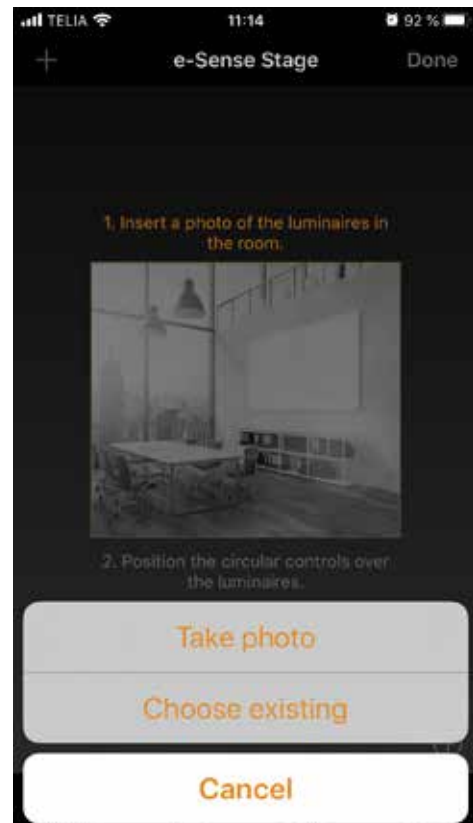 TELIA 11:14 92 %
+ e-Sense Stage Done
1. Insert a photo of the luminaires in
the room.
2. Position the circular controls over
the luminaires.
Take photo
Choose existing
Cancel